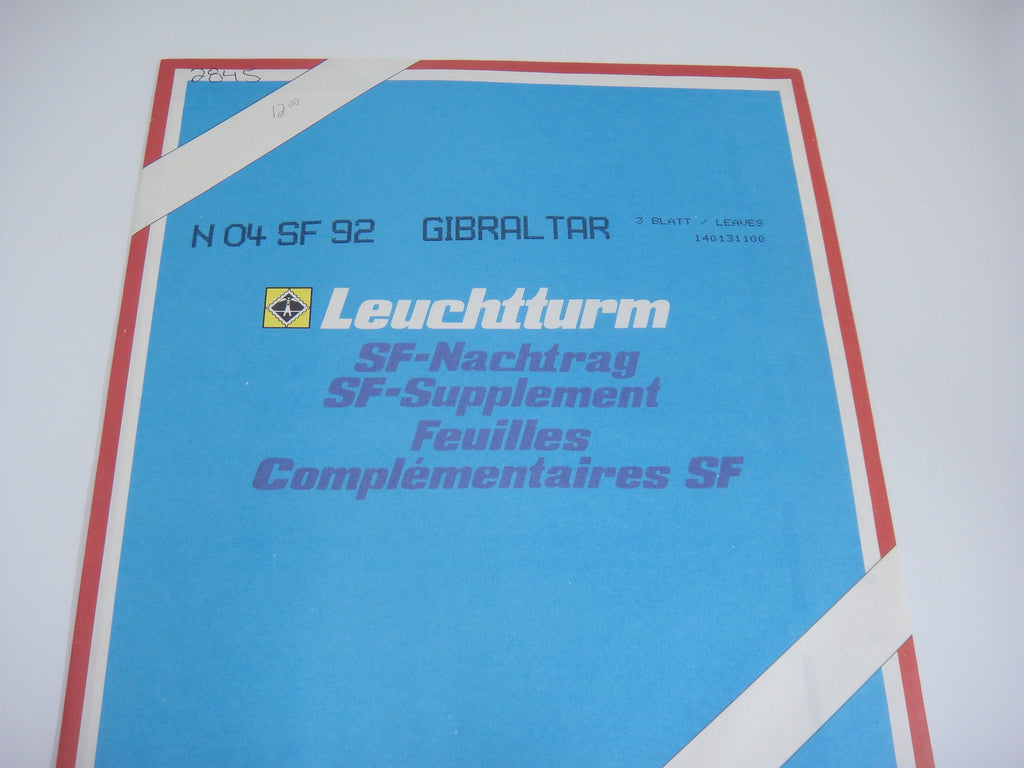 2845
12.00
N 04 SF 92 GIBRALTAR 3 BLATT / LEAVES
140131100
Leuchtturm
SF-Nachtrag
SF-Supplement
Feuilles
Complémentaires SF